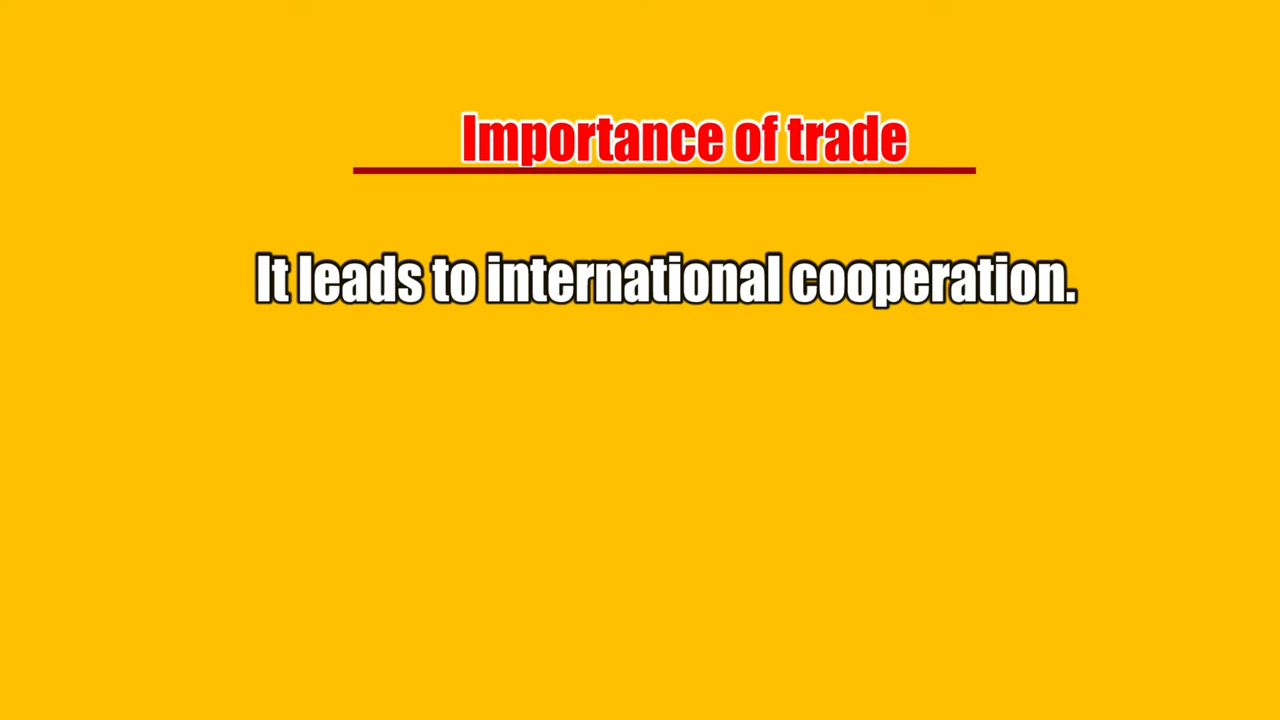 Importance of trade
It leads to international cooperation.